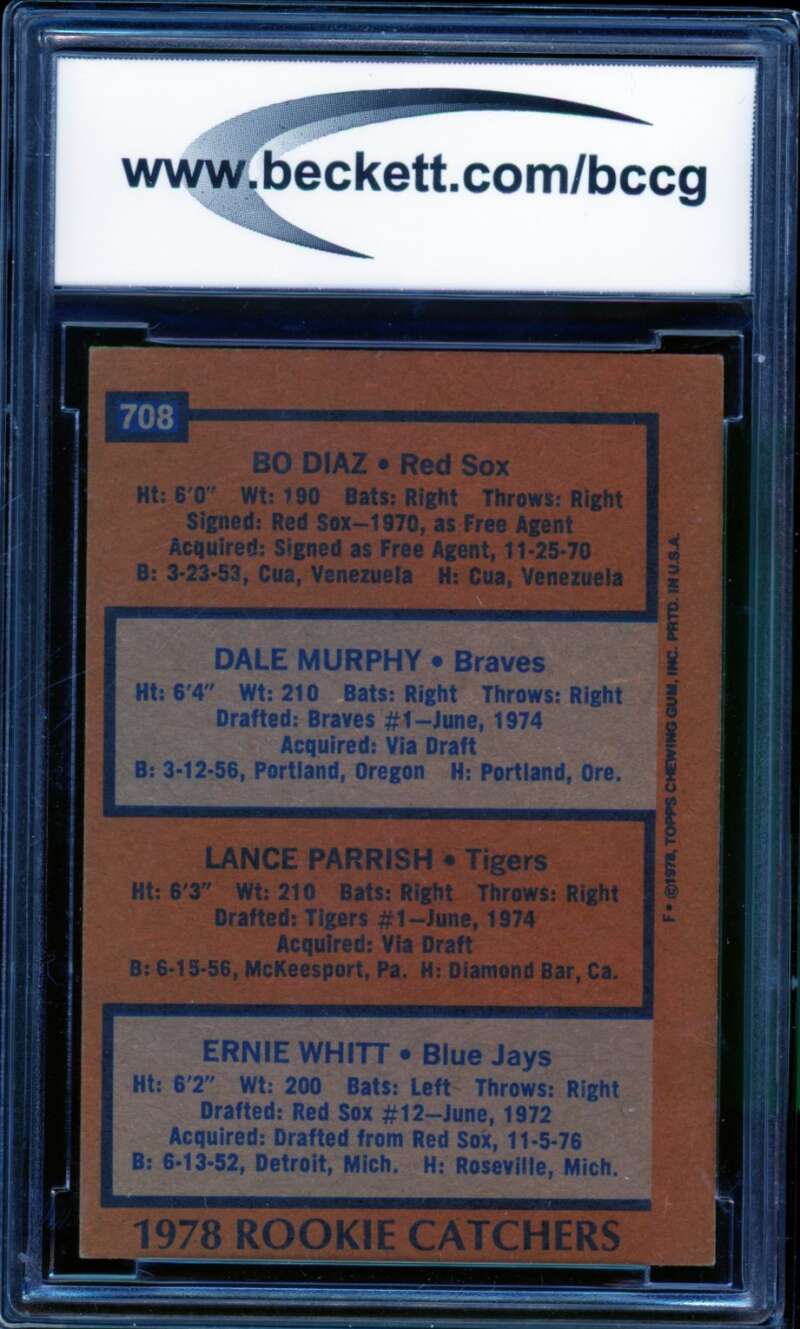 www.beckett.com/bccg
708
BO DIAZ • Red Sox
Ht: 6'0" Wt: 190 Bats: Right Throws: Right
Signed: Red Sox—1970, as Free Agent
Acquired: Signed as Free Agent, 11-25-70
B: 3-23-53, Cua, Venezuela H: Cua, Venezuela
DALE MURPHY • Braves
Ht: 6'4" Wt: 210 Bats: Right Throws: Right
Drafted: Braves #1—June, 1974
Acquired: Via Draft
B: 3-12-56, Portland, Oregon H: Portland, Ore.
LANCE PARRISH • Tigers
Ht: 6'3" Wt: 210 Bats: Right Throws: Right
Drafted: Tigers #1—June, 1974
Acquired: Via Draft
B: 6-15-56, McKeesport, Pa. H: Diamond Bar, Ca.
ERNIE WHITT • Blue Jays
Ht: 6'2" Wt: 200 Bats: Left Throws: Right
Drafted: Red Sox #12—June, 1972
Acquired: Drafted from Red Sox, 11-5-76
B: 6-13-52, Detroit, Mich. H: Roseville, Mich.
1978 ROOKIE CATCHERS
F• ©1978, TOPPS CHEWING GUM, INC. PRTD. IN U.S.A.